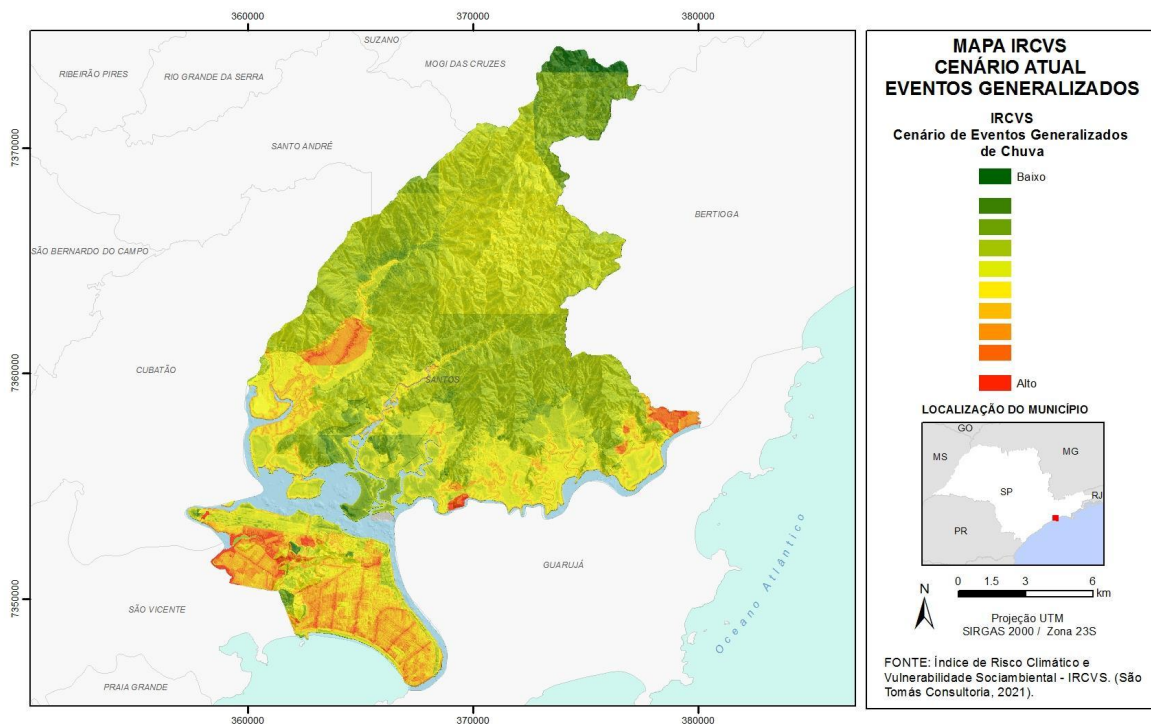 360000
370000
380000
SUZANO
MOGI DAS CRUZES
RIBEIRÃO PIRES
RIO GRANDE DA SERRA
SANTO ANDRÉ
7370000
BERTIOGA
SÃO BERNARDO DO CAMPO
CUBATÃO
7360000
SANTOS
GUARUJÁ
Oceano Atlântico
7350000
SÃO VICENTE
PRAIA GRANDE
360000
370000
380000
MAPA IRCVS
CENÁRIO ATUAL
EVENTOS GENERALIZADOS
IRCVS
Cenário de Eventos Generalizados
de Chuva
Baixo
Alto
LOCALIZAÇÃO DO MUNICÍPIO
GO
MS
MG
SP
RJ
PR
N
0 1.5 3 6
km
Projeção UTM
SIRGAS 2000 / Zona 23S
FONTE: Índice de Risco Climático e
Vulnerabilidade Sociambiental - IRCVS. (São
Tomás Consultoria, 2021).